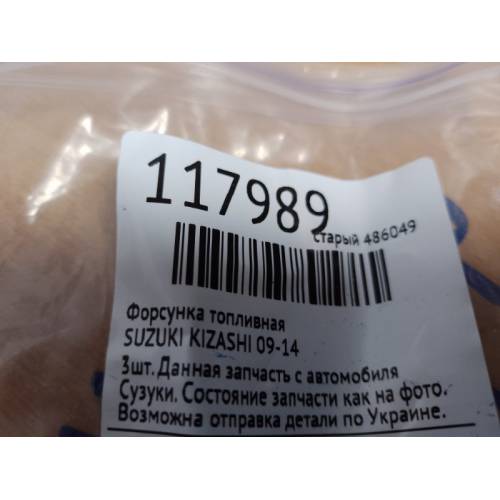 117989
старый 486049
Форсунка топливная
SUZUKI KIZASHI 09-14
3шт. Данная запчасть с автомобиля
Сузуки. Состояние запчасти как на фото.
Возможна отправка детали по Украине.